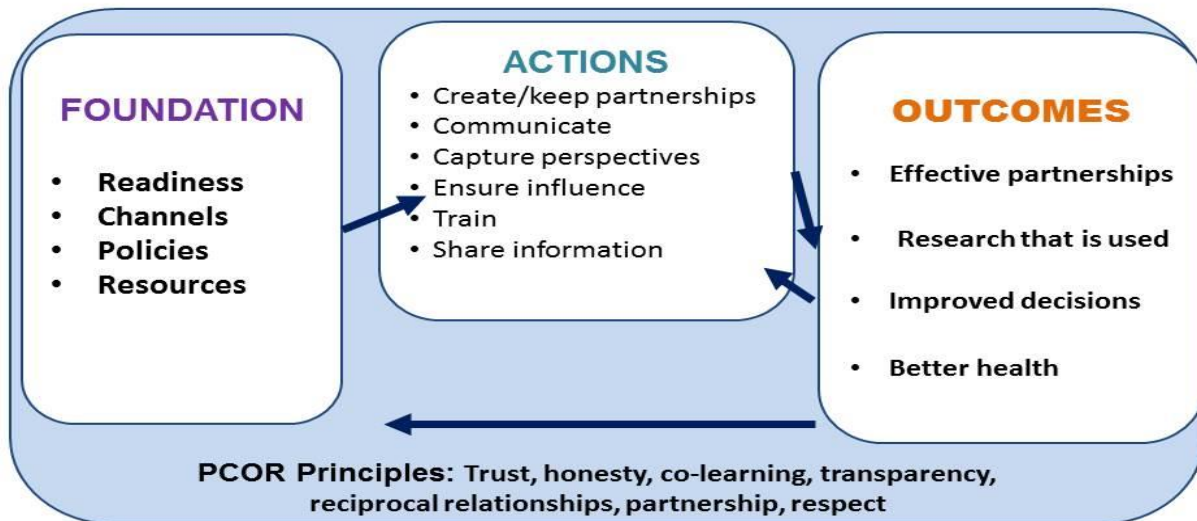 FOUNDATION
• Readiness
• Channels
• Policies
• Resources
ACTIONS
• Create/keep partnerships
• Communicate
• Capture perspectives
• Ensure influence
• Train
• Share information
OUTCOMES
• Effective partnerships
• Research that is used
• Improved decisions
• Better health
PCOR Principles: Trust, honesty, co-learning, transparency,
reciprocal relationships, partnership, respect